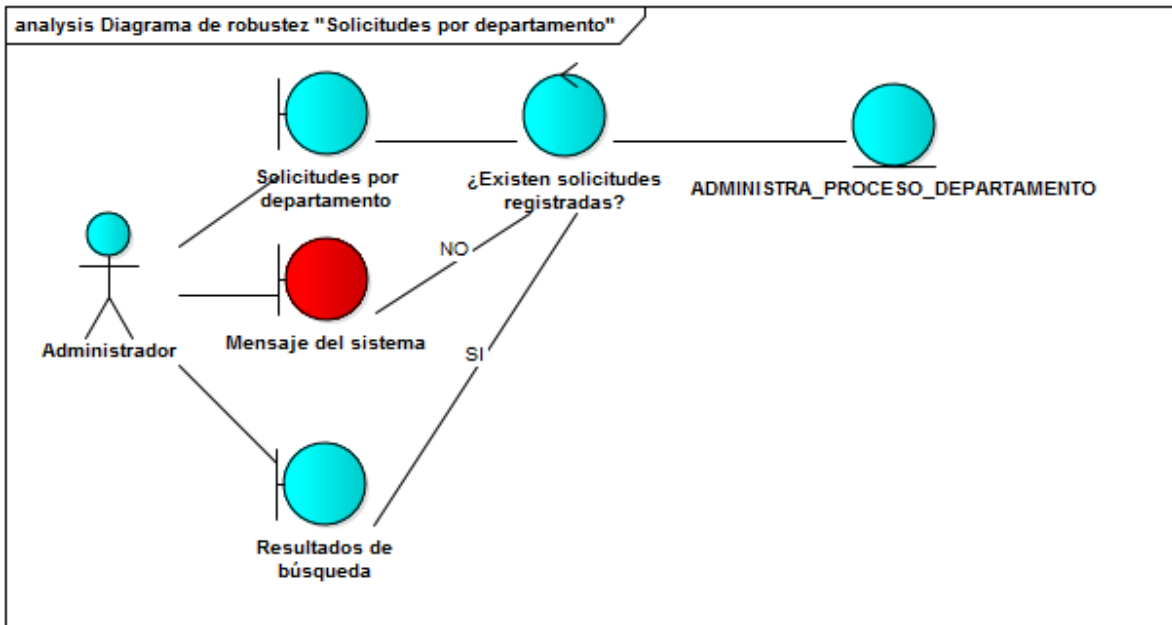 analysis Diagrama de robustez "Solicitudes por departamento"
Solicitudes por
departamento
¿Existen solicitudes
registradas?
ADMINISTRA_PROCESO_DEPARTAMENTO
NO
Mensaje del sistema
Administrador
SI
Resultados de
búsqueda